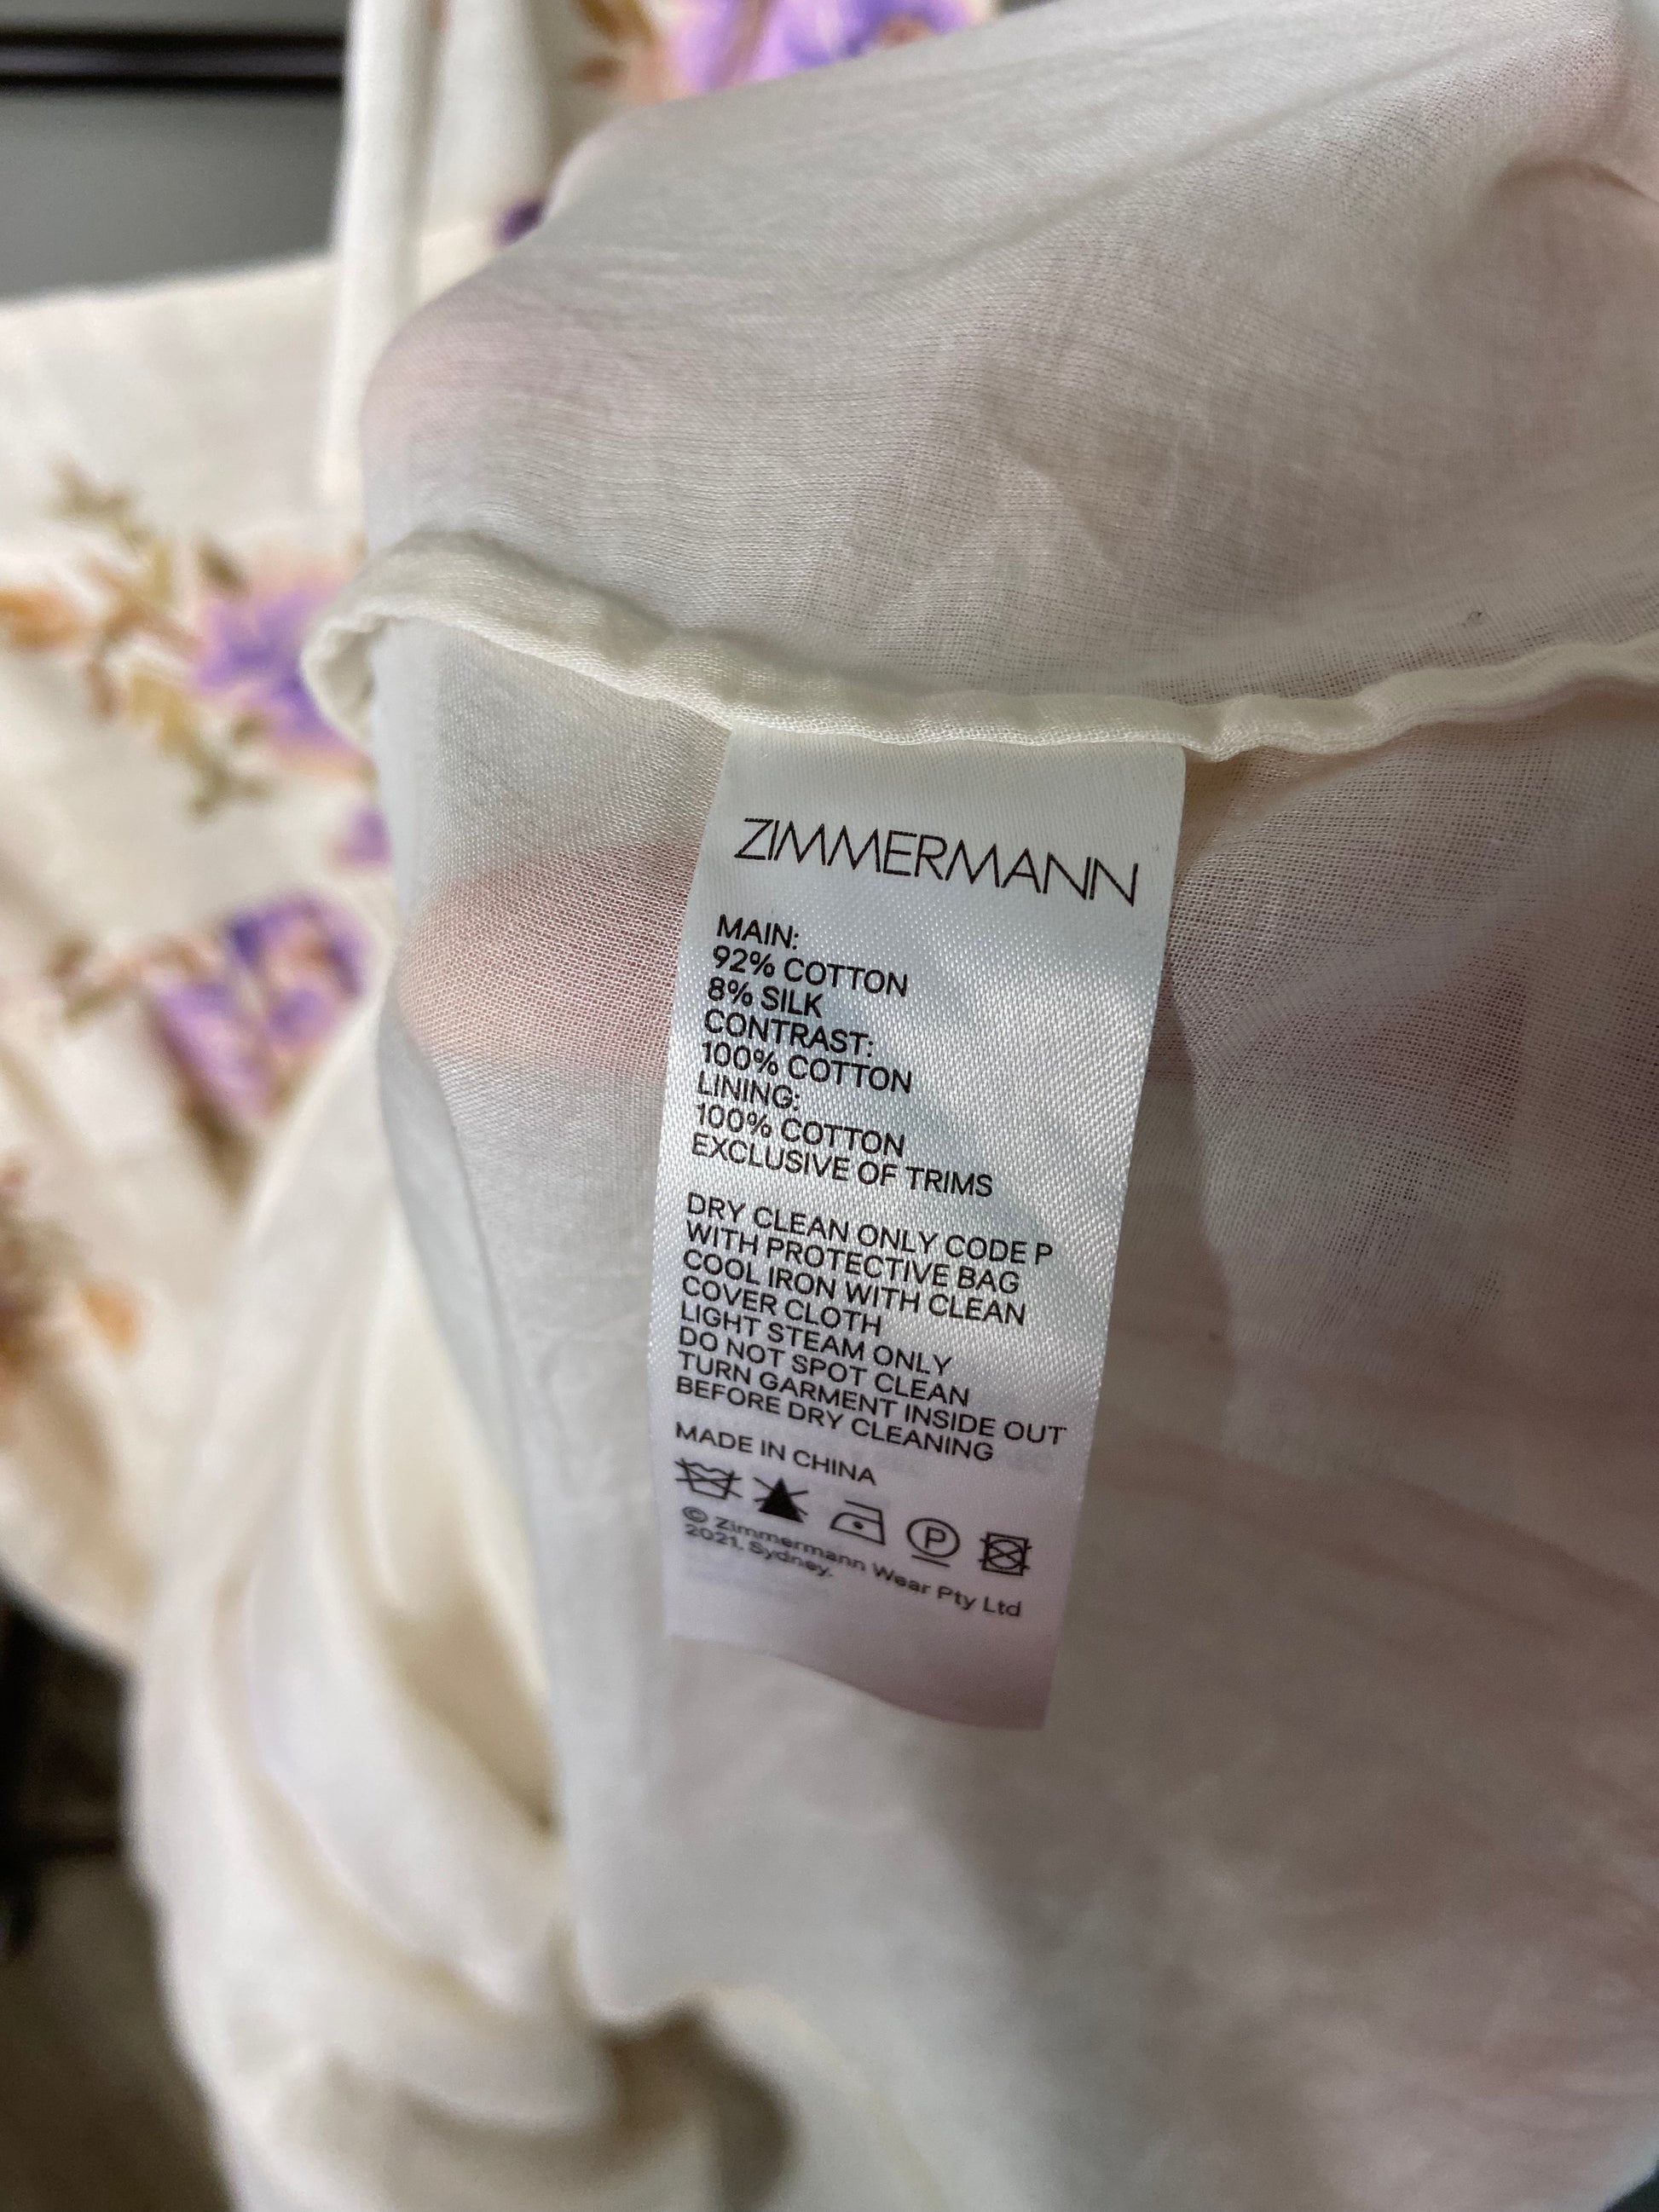 ZIMMERMANN
MAIN:
92% COTTON
8% SILK
CONTRAST:
100% COTTON
LINING:
100% COTTON
EXCLUSIVE OF TRIMS
DRY CLEAN ONLY CODE P
WITH PROTECTIVE BAG
COOL IRON WITH CLEAN
COVER CLOTH
LIGHT STEAM ONLY
DO NOT SPOT CLEAN
TURN GARMENT INSIDE OUT
BEFORE DRY CLEANING
MADE IN CHINA
P
© Zimmermann Wear Pty Ltd
2021. Sydney.